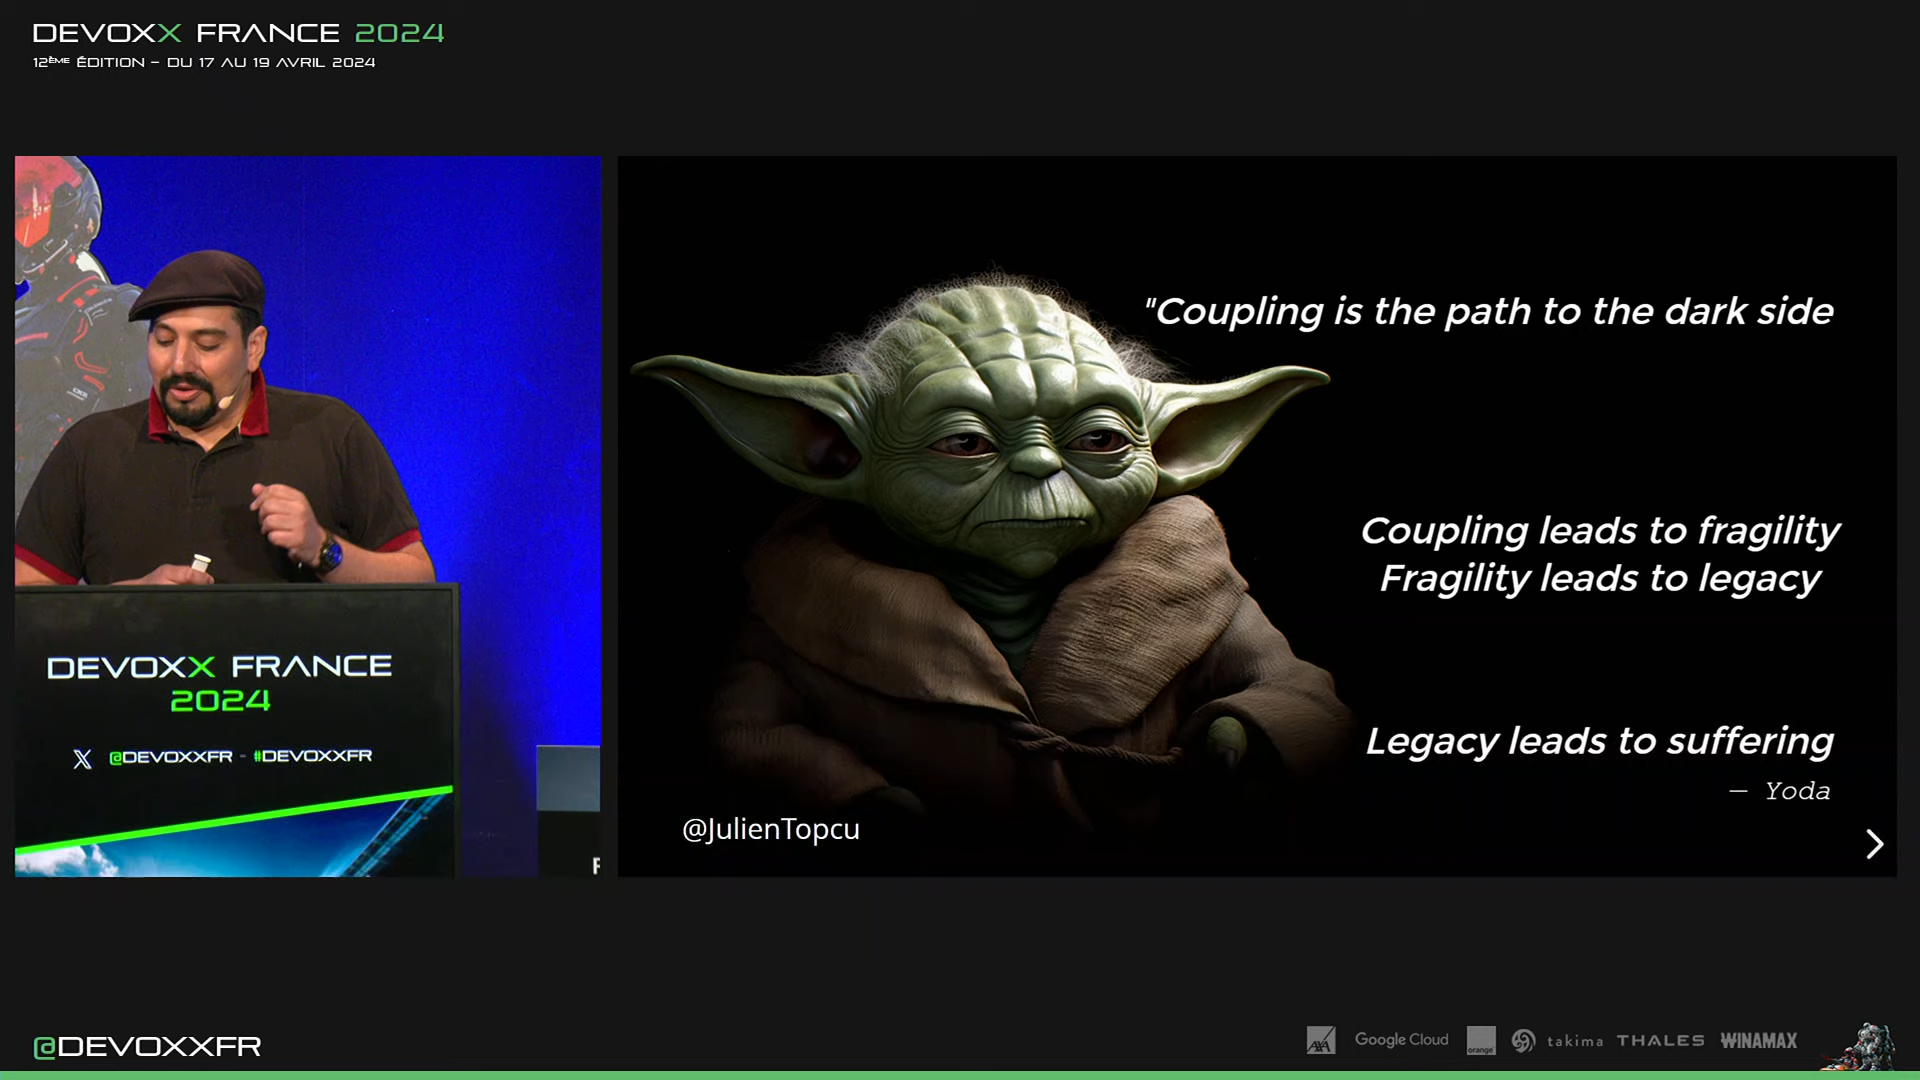 DEVOXX FRANCE 2024
12ÈME ÉDITION - DU 17 AU 19 AVRIL 2024
"Coupling is the path to the dark side
Coupling leads to fragility
Fragility leads to legacy
Legacy leads to suffering
— Yoda
@JulienTopcu
DEVOXX FRANCE
2024
X @DEVOXXFR - #DEVOXXFR
F
@DEVOXXFR
AXA Google Cloud orange takima THALES WINAMAX